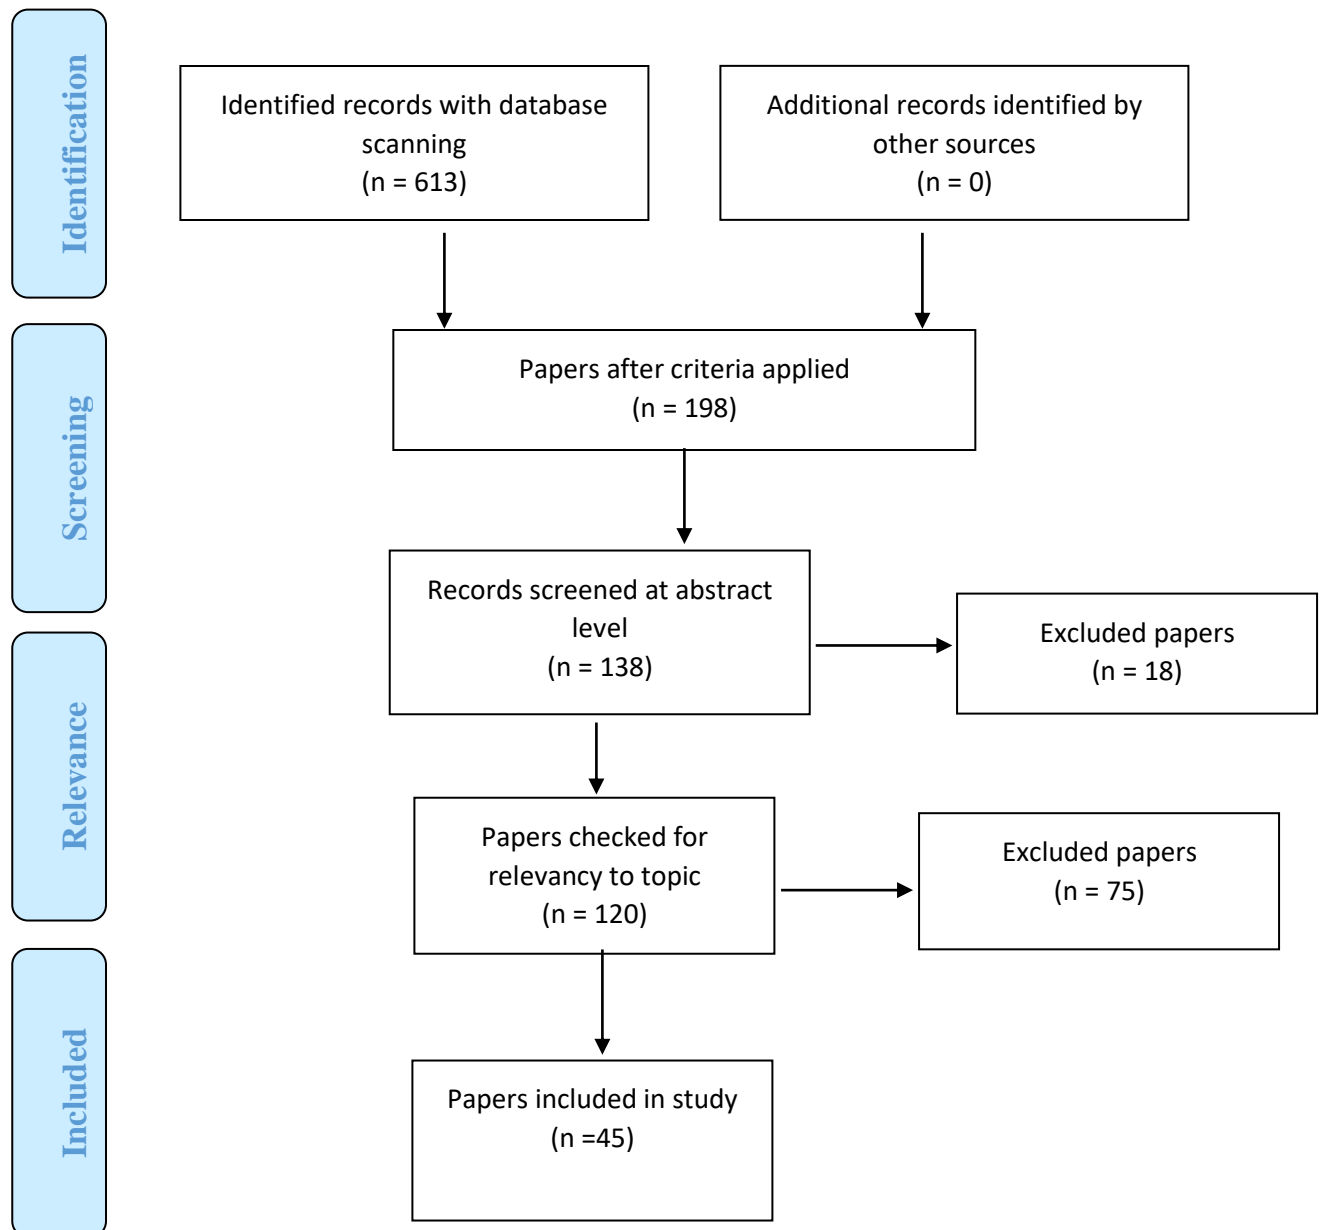 Identification
Identified records with database
scanning
(n = 613)
Additional records identified by
other sources
(n = 0)
Screening
Papers after criteria applied
(n = 198)
Records screened at abstract
level
(n = 138)
Excluded papers
(n = 18)
Relevance
Papers checked for
relevancy to topic
(n = 120)
Excluded papers
(n = 75)
Included
Papers included in study
(n =45)